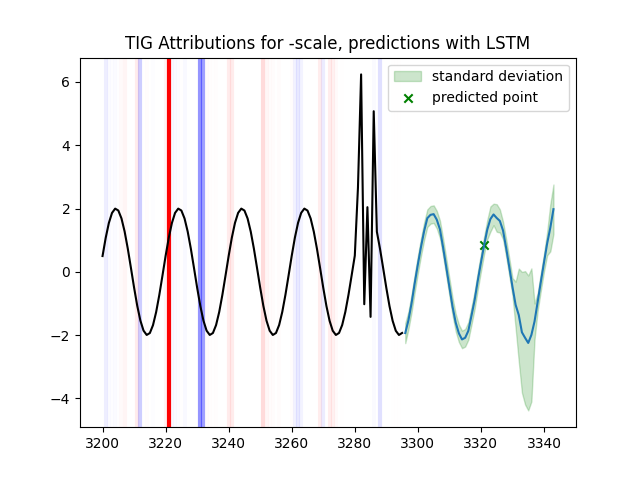 TIG Attributions for -scale, predictions with LSTM
standard deviation
predicted point
6
4
2
0
−2
−4
3200 3220 3240 3260 3280 3300 3320 3340